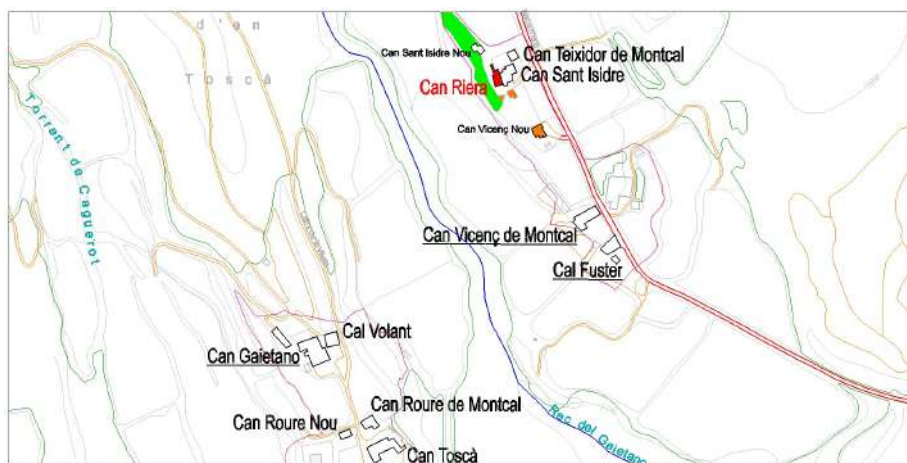 d'en
Toscà
Torrent de Caguerot
Can Sant Isidre Nou
Can Teixidor de Montcal
Can Sant Isidre
Can Riera
Can Vicenç Nou
Can Vicenç de Montcal
Cal Fuster
Cal Volant
Can Gaietano
Can Roure de Montcal
Can Roure Nou
Can Toscà
Rec del Gaietano